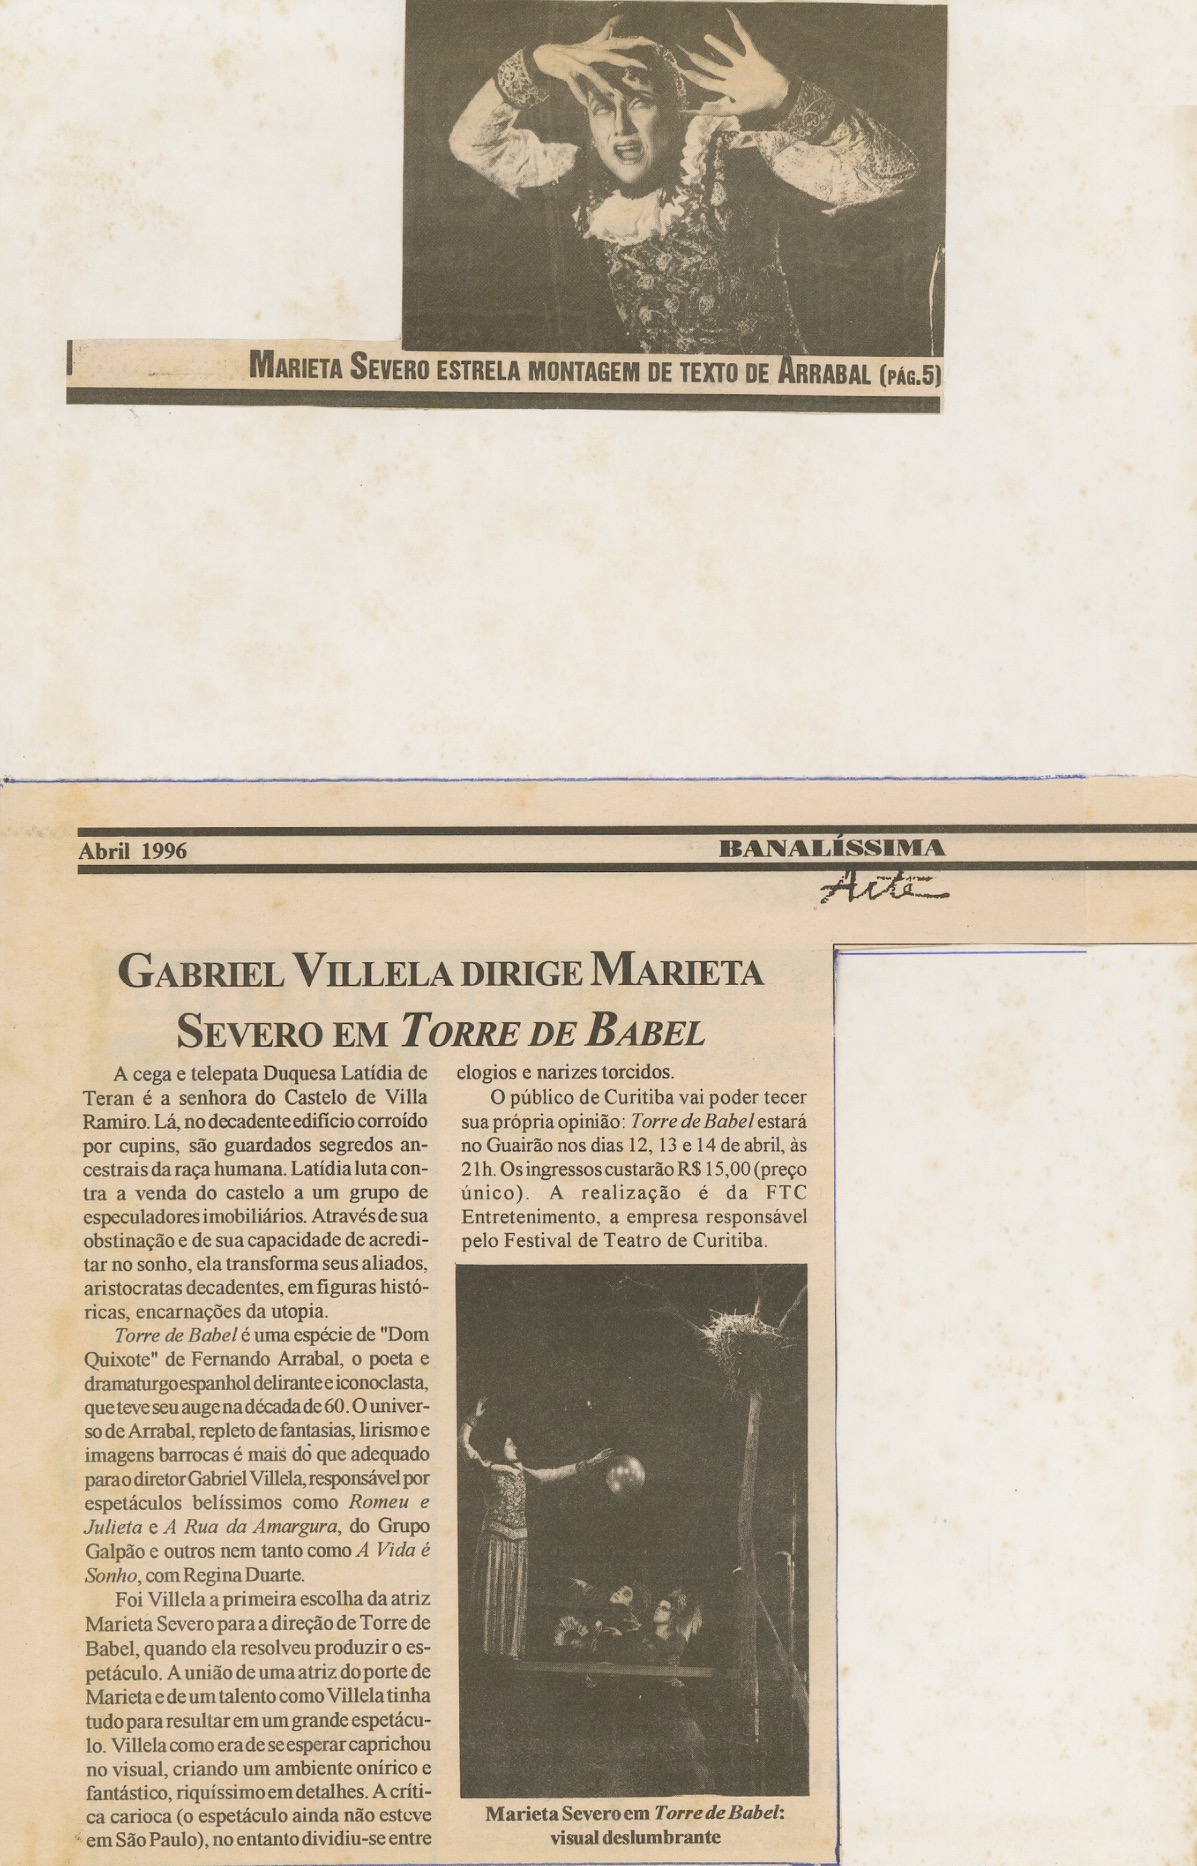 MARIETA SEVERO ESTRELA MONTAGEM DE TEXTO DE ARRABAL (PÁG.5)
Abril 1996
BANALÍSSIMA
Arte
GABRIEL VILLELA DIRIGE MARIETA
SEVERO EM TORRE DE BABEL
A cega e telepata Duquesa Latídia de
Teran é a senhora do Castelo de Villa
Ramiro. Lá, no decadente edifício corroído
por cupins, são guardados segredos an-
cestrais da raça humana. Latídia luta con-
tra a venda do castelo a um grupo de
especuladores imobiliários. Através de sua
obstinação e de sua capacidade de acredi-
tar no sonho, ela transforma seus aliados,
aristocratas decadentes, em figuras histó-
ricas, encarnações da utopia.
Torre de Babel é uma espécie de "Dom
Quixote" de Fernando Arrabal, o poeta e
dramaturgo espanhol delirante e iconoclasta,
que teve seu auge na década de 60. O univer-
so de Arrabal, repleto de fantasias, lirismo e
imagens barrocas é mais do que adequado
para o diretor Gabriel Villela, responsável por
espetáculos belíssimos como Romeu e
Julieta e A Rua da Amargura, do Grupo
Galpão e outros nem tanto como A Vida é
Sonho, com Regina Duarte.
Foi Villela a primeira escolha da atriz
Marieta Severo para a direção de Torre de
Babel, quando ela resolveu produzir o es-
petáculo. A união de uma atriz do porte de
Marieta e de um talento como Villela tinha
tudo para resultar em um grande espetácu-
lo. Villela como era de se esperar caprichou
no visual, criando um ambiente onírico e
fantástico, riquíssimo em detalhes. A críti-
ca carioca (o espetáculo ainda não esteve
em São Paulo), no entanto dividiu-se entre
elogios e narizes torcidos.
O público de Curitiba vai poder tecer
sua própria opinião: Torre de Babel estará
no Guairão nos dias 12, 13 e 14 de abril, às
21h. Os ingressos custarão R$ 15,00 (preço
único). A realização é da FTC
Entretenimento, a empresa responsável
pelo Festival de Teatro de Curitiba.
Marieta Severo em Torre de Babel:
visual deslumbrante